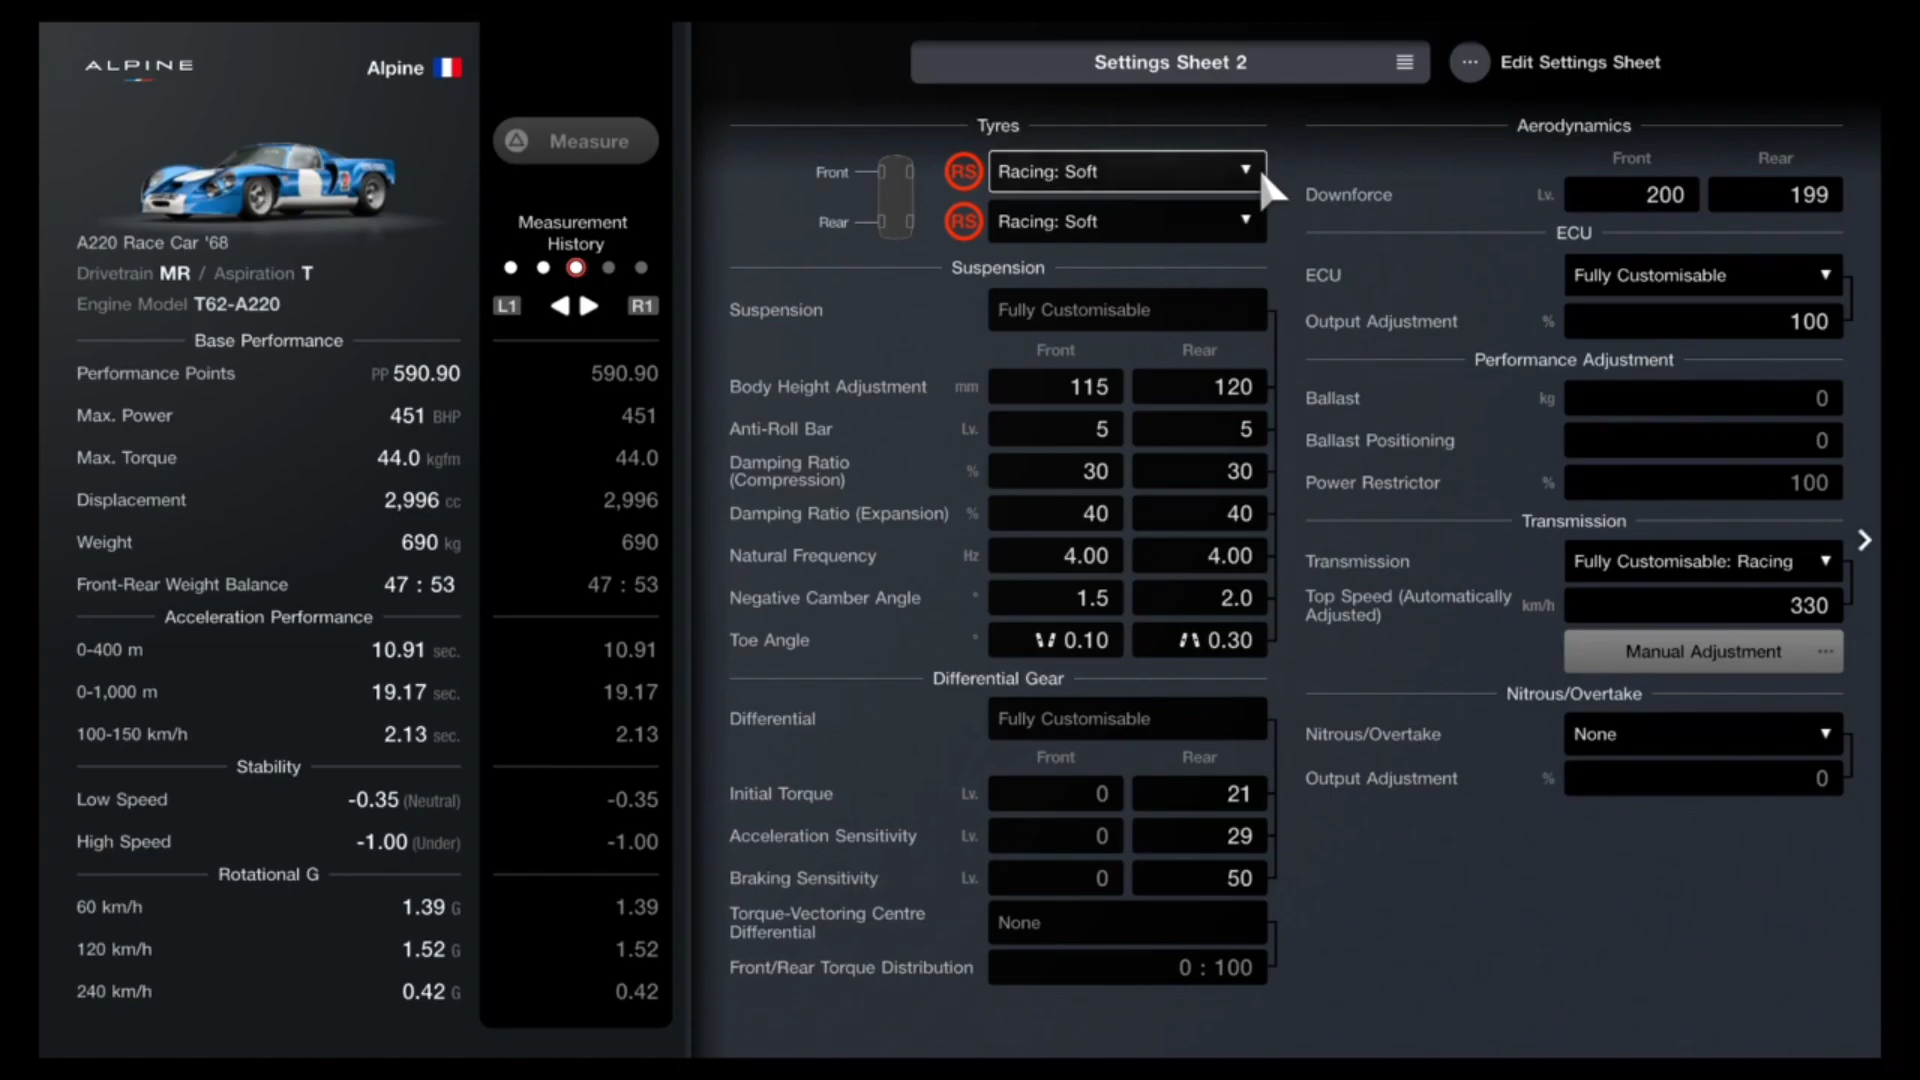 ALPINE
Alpine
A220 Race Car '68
Drivetrain MR / Aspiration T
Engine Model T62-A220
Base Performance
Performance Points PP 590.90
Max. Power 451 BHP
Max. Torque 44.0 kgfm
Displacement 2,996 cc
Weight 690 kg
Front-Rear Weight Balance 47 : 53
Acceleration Performance
0-400 m 10.91 sec.
0-1,000 m 19.17 sec.
100-150 km/h 2.13 sec.
Stability
Low Speed -0.35 (Neutral)
High Speed -1.00 (Under)
Rotational G
60 km/h 1.39 G
120 km/h 1.52 G
240 km/h 0.42 G
Measure
Measurement
History
L1 R1
590.90
451
44.0
2,996
690
47 : 53
10.91
19.17
2.13
-0.35
-1.00
1.39
1.52
0.42
Settings Sheet 2
Edit Settings Sheet
Tyres
Front RS Racing: Soft
Rear RS Racing: Soft
Suspension
Suspension Fully Customisable
Front Rear
Body Height Adjustment mm 115 120
Anti-Roll Bar Lv. 5 5
Damping Ratio
(Compression) % 30 30
Damping Ratio (Expansion) % 40 40
Natural Frequency Hz 4.00 4.00
Negative Camber Angle ° 1.5 2.0
Toe Angle ° 0.10 0.30
Differential Gear
Differential Fully Customisable
Front Rear
Initial Torque Lv. 0 21
Acceleration Sensitivity Lv. 0 29
Braking Sensitivity Lv. 0 50
Torque-Vectoring Centre
Differential None
Front/Rear Torque Distribution 0 : 100
Aerodynamics
Front Rear
Downforce Lv. 200 199
ECU
ECU Fully Customisable
Output Adjustment % 100
Performance Adjustment
Ballast kg 0
Ballast Positioning 0
Power Restrictor % 100
Transmission
Transmission Fully Customisable: Racing
Top Speed (Automatically
Adjusted) km/h 330
Manual Adjustment
Nitrous/Overtake
Nitrous/Overtake None
Output Adjustment % 0